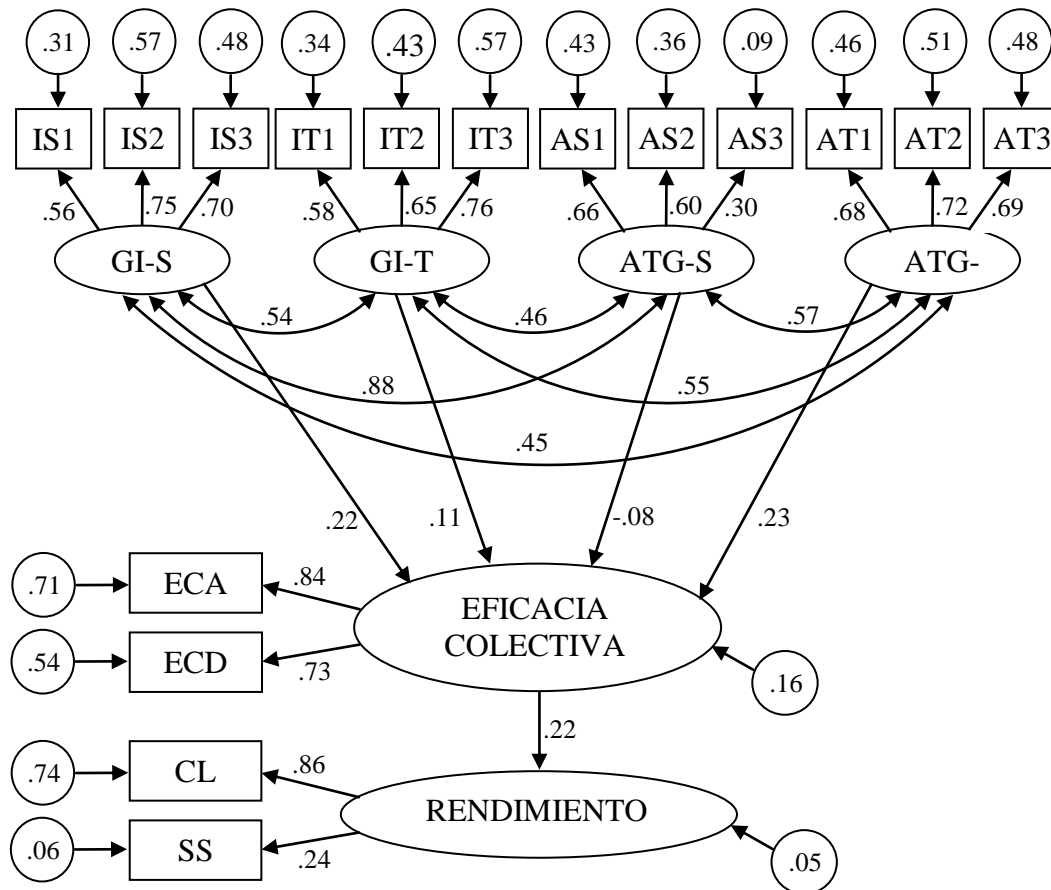 .31 .57 .48 .34 .43 .57 .43 .36 .09 .46 .51 .48
IS1 IS2 IS3 IT1 IT2 IT3 AS1 AS2 AS3 AT1 AT2 AT3
.56 .75 .70 .58 .65 .76 .66 .60 .30 .68 .72 .69
GI-S GI-T ATG-S ATG-
.54 .46 .57
.88 .55
.45
.22 .11 -.08 .23
.71 ECA .84
EFICACIA
COLECTIVA
.54 ECD .73
.16
.22
.74 CL .86
RENDIMIENTO
.06 SS .24
.05